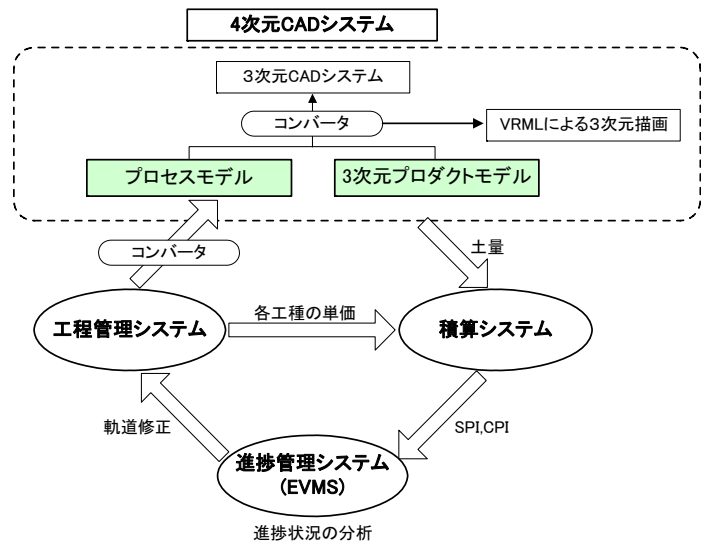 4次元CADシステム
3次元CADシステム
コンバータ
VRMLによる3次元描画
プロセスモデル
3次元プロダクトモデル
コンバータ
土量
工程管理システム
各工種の単価
積算システム
軌道修正
SPI,CPI
進捗管理システム
(EVMS)
進捗状況の分析